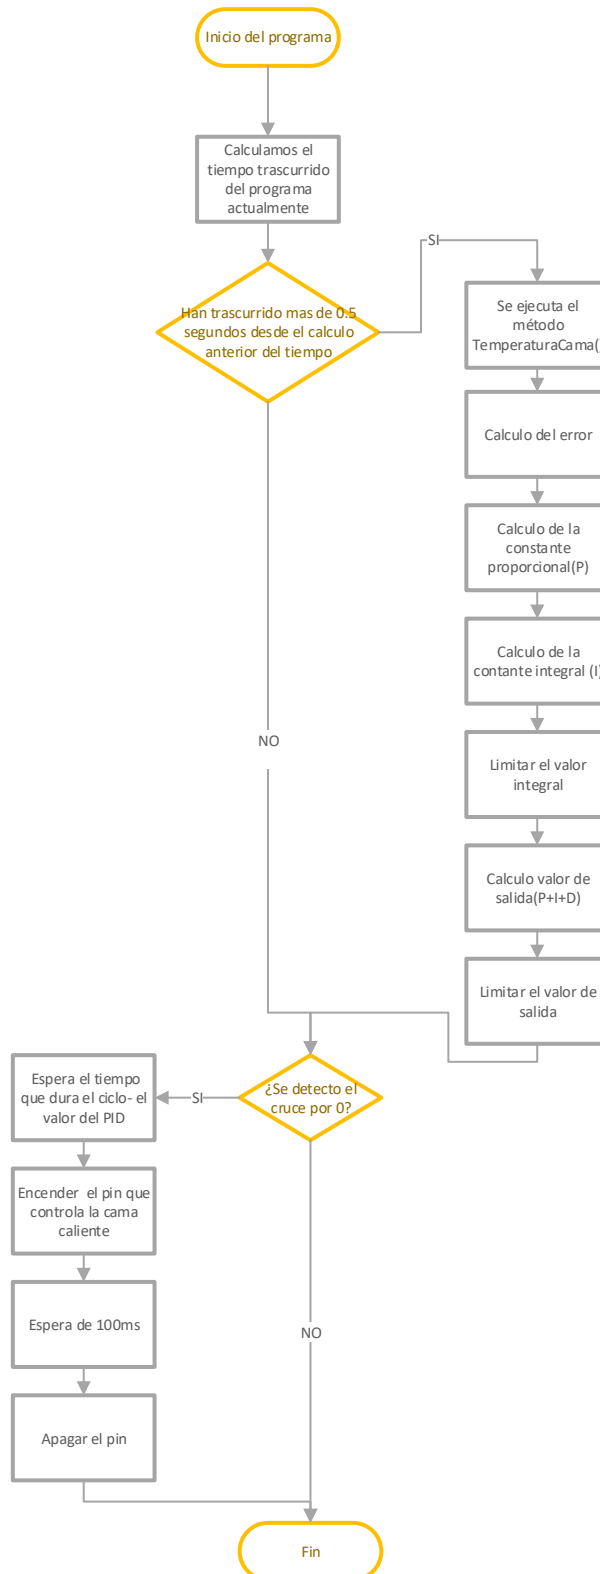 Inicio del programa
Calculamos el
tiempo trascurrido
del programa
actualmente
SI
Han trascurrido mas de 0.5
segundos desde el calculo
anterior del tiempo
Se ejecuta el
método
TemperaturaCama(
Calculo del error
Calculo de la
constante
proporcional(P)
Calculo de la
contante integral (I)
NO
Limitar el valor
integral
Calculo valor de
salida(P+I+D)
Limitar el valor de
salida
¿Se detecto el
cruce por 0?
SI
Espera el tiempo
que dura el ciclo- el
valor del PID
Encender el pin que
controla la cama
caliente
Espera de 100ms
NO
Apagar el pin
Fin